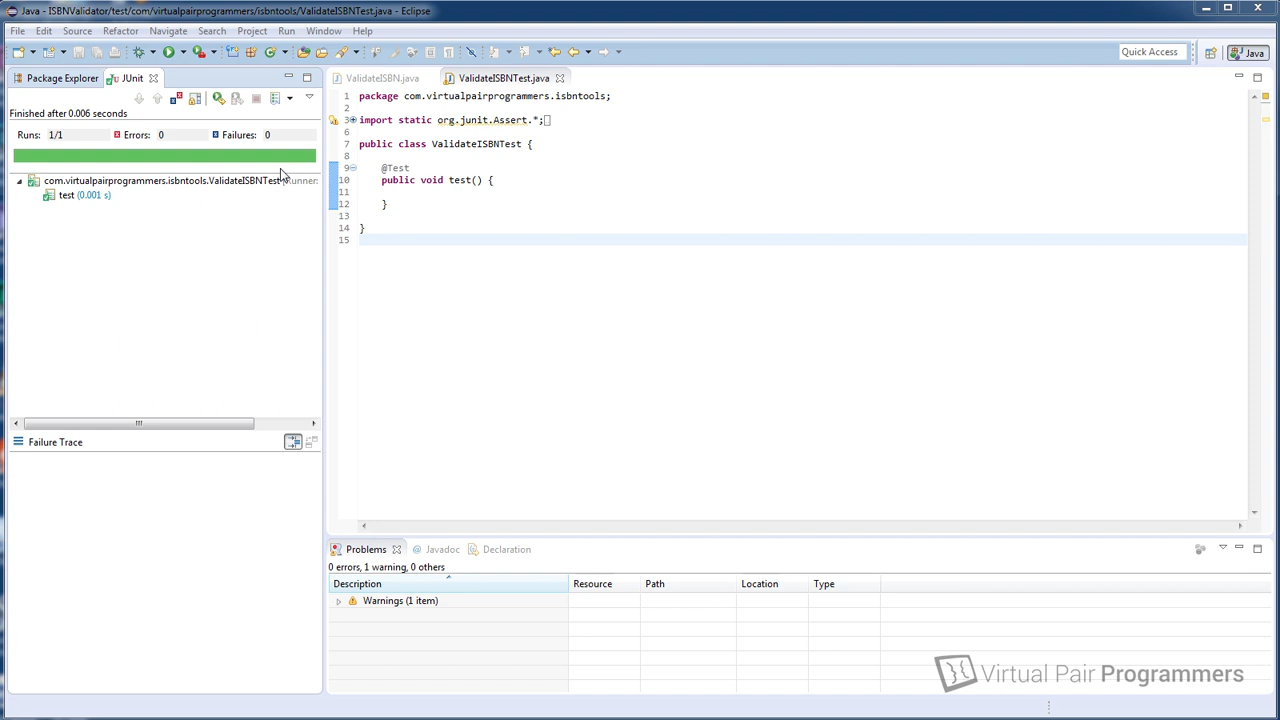 Java - ISBNValidator/test/com/virtualpairprogrammers/isbntools/ValidateISBNTest.java - Eclipse
File Edit Source Refactor Navigate Search Project Run Window Help
Quick Access
Java
Package Explorer JUnit
ValidateISBN.java ValidateISBNTest.java
Finished after 0.006 seconds
Runs: 1/1 Errors: 0 Failures: 0
com.virtualpairprogrammers.isbntools.ValidateISBNTest
test (0.001 s)
Failure Trace
1 package com.virtualpairprogrammers.isbntools;
2
3 import static org.junit.Assert.*;
6
7 public class ValidateISBNTest {
8
9 @Test
10 public void test() {
11
12 }
13
14 }
15
Problems @ Javadoc Declaration
0 errors, 1 warning, 0 others
Description Resource Path Location Type
Warnings (1 item)
Virtual Pair Programmers